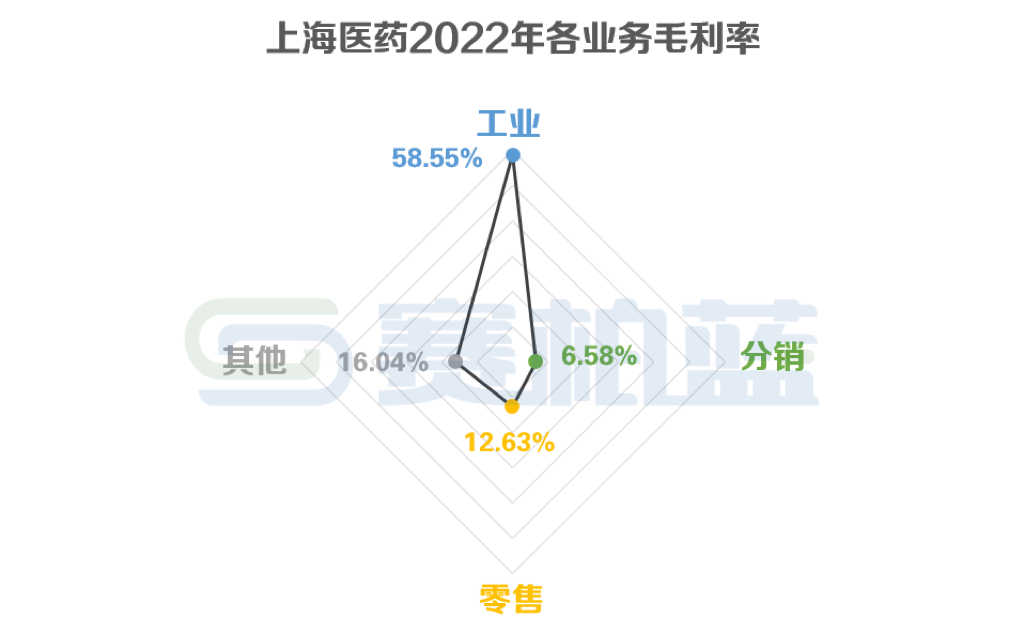 上海医药2022年各业务毛利率
工业
58.55%
赛柏蓝
其他
16.04%
6.58%
分销
12.63%
零售